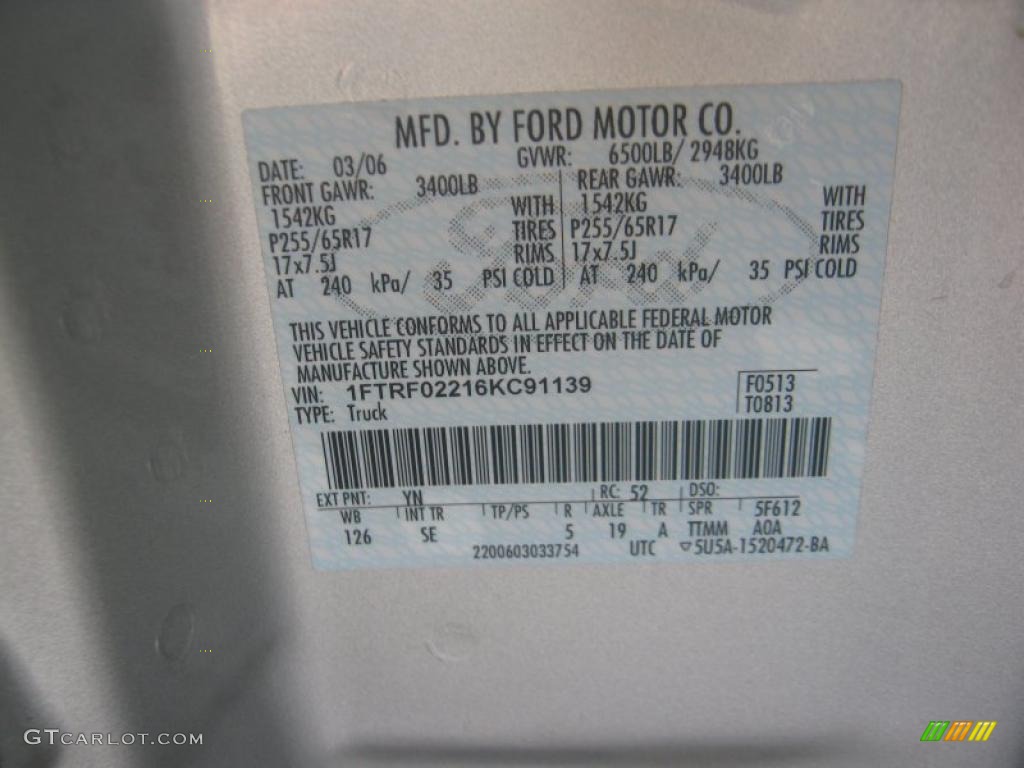 MFD. BY FORD MOTOR CO.
DATE: 03/06 GVWR: 6500LB/ 2948KG
FRONT GAWR: 3400LB REAR GAWR: 3400LB
1542KG WITH 1542KG WITH
P255/65R17 TIRES P255/65R17 TIRES
17x7.5J RIMS 17x7.5J RIMS
AT 240 kPa/ 35 PSI COLD AT 240 kPa/ 35 PSI COLD
THIS VEHICLE CONFORMS TO ALL APPLICABLE FEDERAL MOTOR
VEHICLE SAFETY STANDARDS IN EFFECT ON THE DATE OF
MANUFACTURE SHOWN ABOVE.
VIN: 1FTRF02216KC91139 F0513
TYPE: Truck T0813
EXT PNT: YN RC: 52 DSO:
WB INT TR TP/PS R AXLE TR SPR 5F612
126 SE 5 19 A TTMM AOA
2200603033754 UTC ▽5U5A-1520472-BA
GTCARLOT.COM